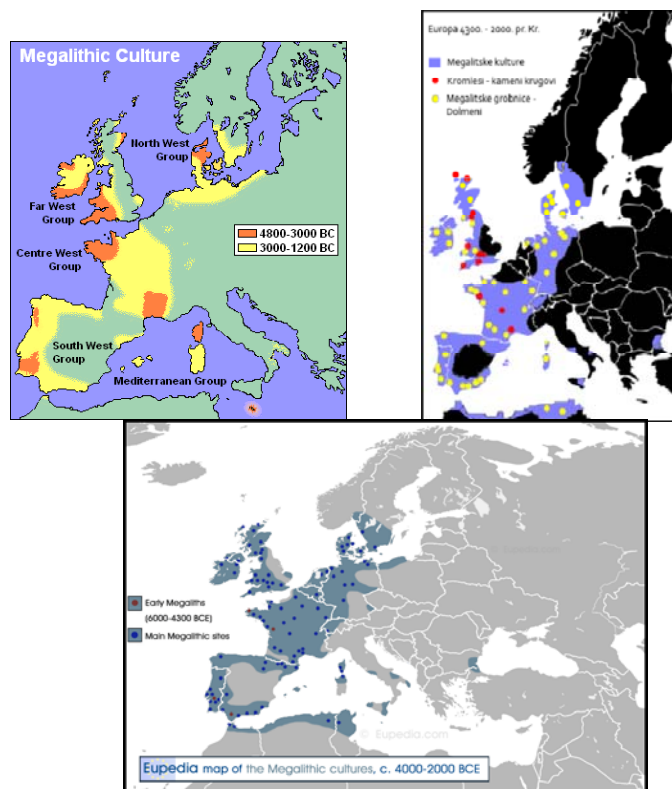 Megalithic Culture
North West
Group
Far West
Group
Centre West
Group
4800-3000 BC
3000-1200 BC
South West
Group
Mediterranean Group
Europa 4300. - 2000. pr. Kr.
Megalitske kulture
Kromlesi - kameni krugovi
Megalitske grobnice -
Dolmeni
Early Megaliths
(6000-4300 BCE)
Main Megalithic sites
© Eupedia.com
Eupedia map of the Megalithic cultures, c. 4000-2000 BCE